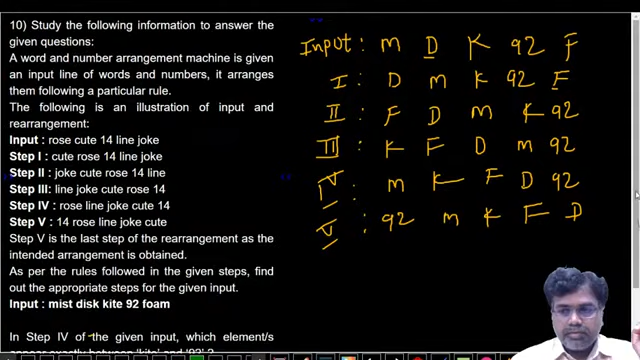 10) Study the following information to answer the
given questions:
A word and number arrangement machine is given
an input line of words and numbers, it arranges
them following a particular rule.
The following is an illustration of input and
rearrangement:
Input : rose cute 14 line joke
Step I : cute rose 14 line joke
Step II : joke cute rose 14 line
Step III : line joke cute rose 14
Step IV : rose line joke cute 14
Step V : 14 rose line joke cute
Step V is the last step of the rearrangement as the
intended arrangement is obtained.
As per the rules followed in the given steps, find
out the appropriate steps for the given input.
Input : mist disk kite 92 foam
In Step IV of the given input, which element/s
appear exactly between 'kite' and '92' ?
Input: m D K 92 F
I : D m K 92 F
II : F D m K 92
III : K F D m 92
IV : m K F D 92
V : 92 m K F D